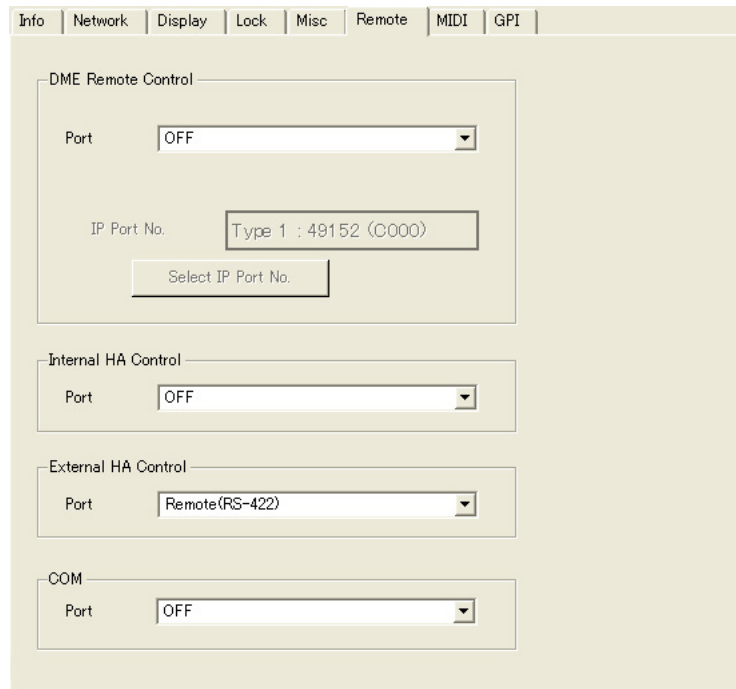 Info Network Display Lock Misc Remote MIDI GPI
DME Remote Control
Port OFF
IP Port No. Type 1 : 49152 (C000)
Select IP Port No.
Internal HA Control
Port OFF
External HA Control
Port Remote(RS-422)
COM
Port OFF